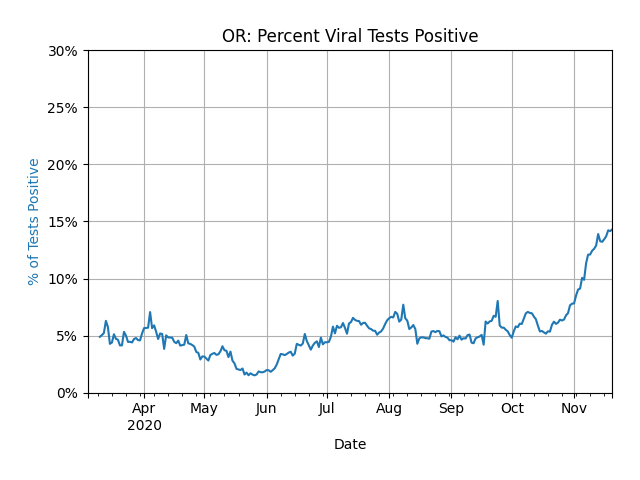 OR: Percent Viral Tests Positive
30%
25%
20%
15%
10%
5%
0%
% of Tests Positive
Apr May Jun Jul Aug Sep Oct Nov
2020
Date